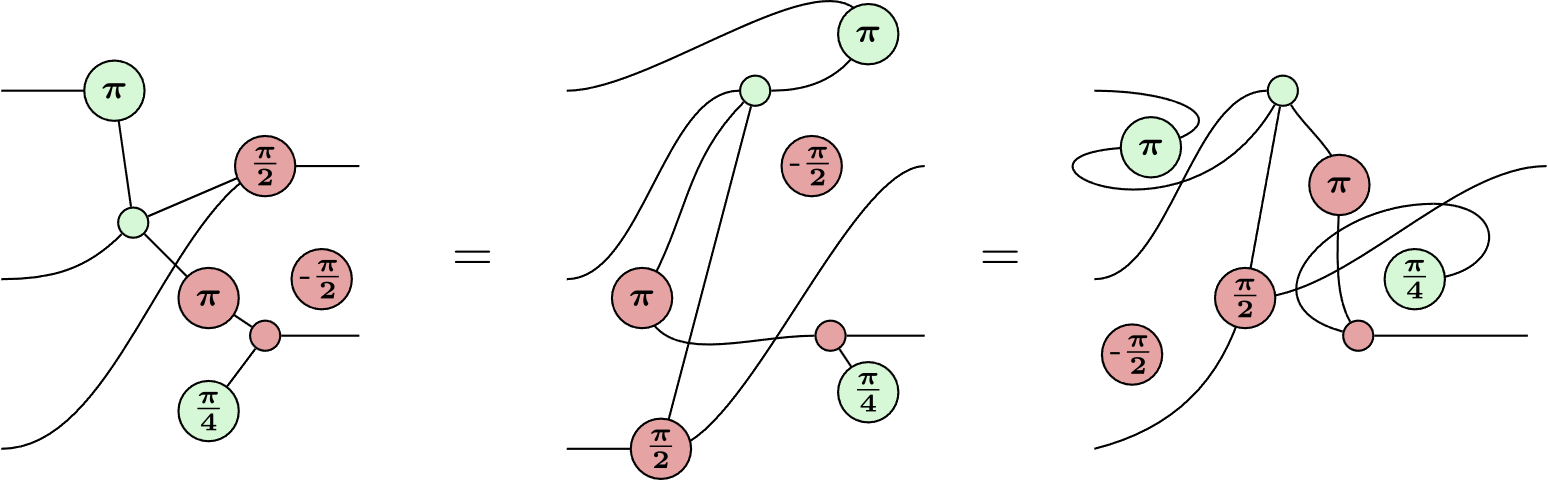 π π/2 -π/2 π π/4
=
π -π/2 π π/4 π/2
=
π π π/4 π/2 -π/2